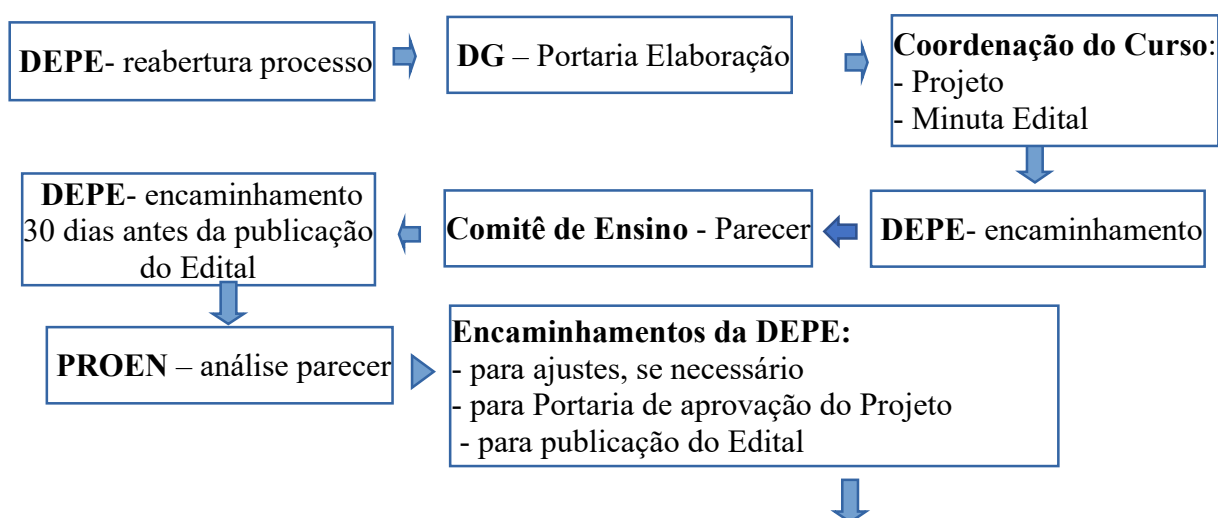 DEPE- reabertura processo
DG – Portaria Elaboração
Coordenação do Curso:
- Projeto
- Minuta Edital
DEPE- encaminhamento
Comitê de Ensino - Parecer
DEPE- encaminhamento
30 dias antes da publicação
do Edital
PROEN – análise parecer
Encaminhamentos da DEPE:
- para ajustes, se necessário
- para Portaria de aprovação do Projeto
- para publicação do Edital